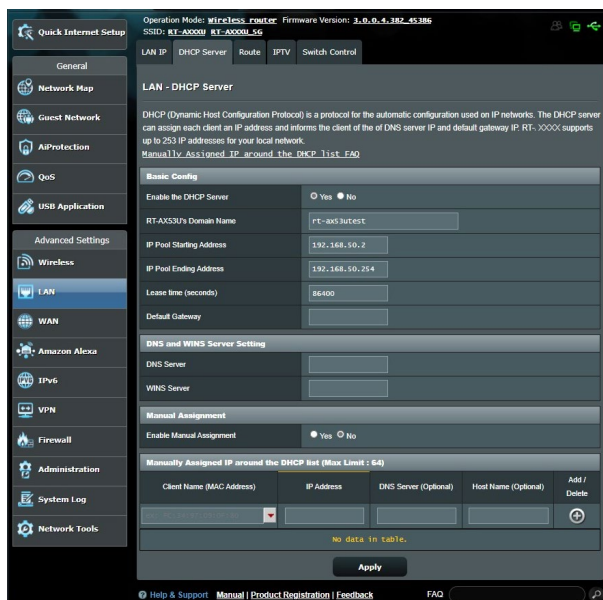 Quick Internet Setup
General
Network Map
Guest Network
AiProtection
QoS
USB Application
Advanced Settings
Wireless
LAN
WAN
Amazon Alexa
IPv6
VPN
Firewall
Administration
System Log
Network Tools
Operation Mode: Wireless router Firmware Version: 3.0.0.4.382_45386
SSID: RT-AXXXU RT-AXXXU_5G
LAN IP DHCP Server Route IPTV Switch Control
LAN - DHCP Server
DHCP (Dynamic Host Configuration Protocol) is a protocol for the automatic configuration used on IP networks. The DHCP server
can assign each client an IP address and informs the client of the of DNS server IP and default gateway IP. RT-XXXX supports
up to 253 IP addresses for your local network.
Manually Assigned IP around the DHCP list FAQ
Basic Config
Enable the DHCP Server Yes No
RT-AX53U's Domain Name rt-ax53utest
IP Pool Starting Address 192.168.50.2
IP Pool Ending Address 192.168.50.254
Lease time (seconds) 86400
Default Gateway
DNS and WINS Server Setting
DNS Server
WINS Server
Manual Assignment
Enable Manual Assignment Yes No
Manually Assigned IP around the DHCP list (Max Limit : 64)
Client Name (MAC Address) IP Address DNS Server (Optional) Host Name (Optional) Add / Delete
No data in table.
Apply
Help & Support Manual | Product Registration | Feedback FAQ